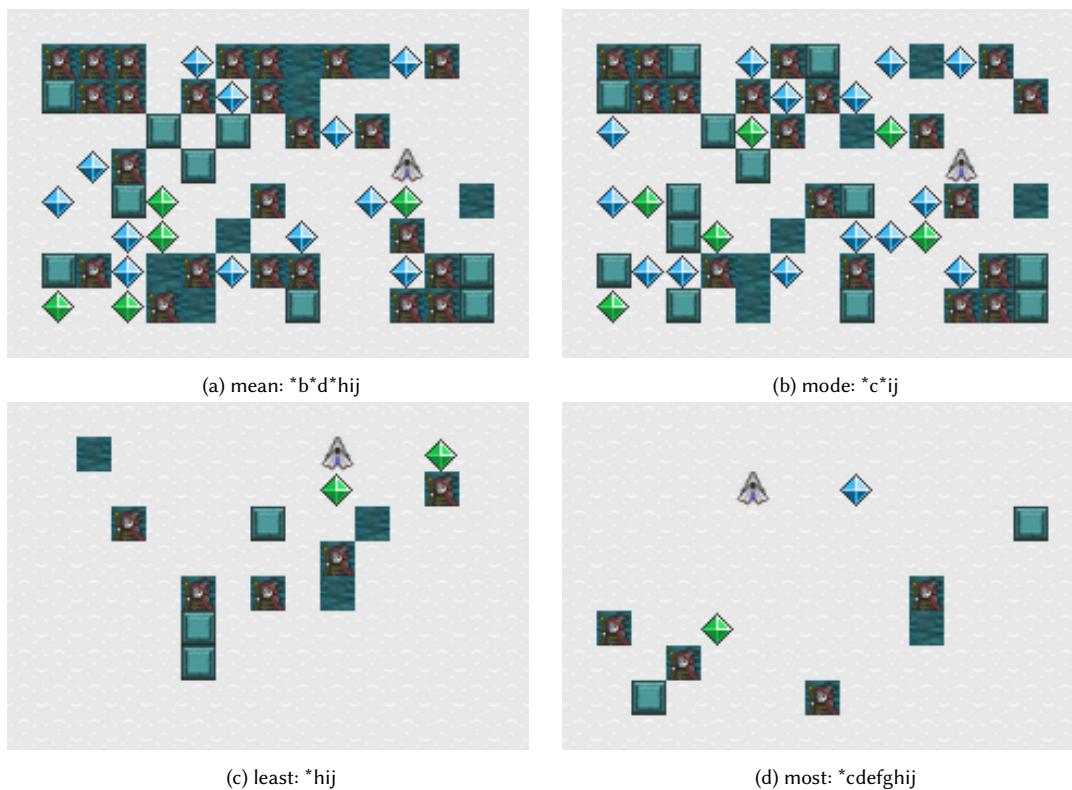 (a) mean: *b*d*hij
(b) mode: *c*ij
(c) least: *hij
(d) most: *cdefghij